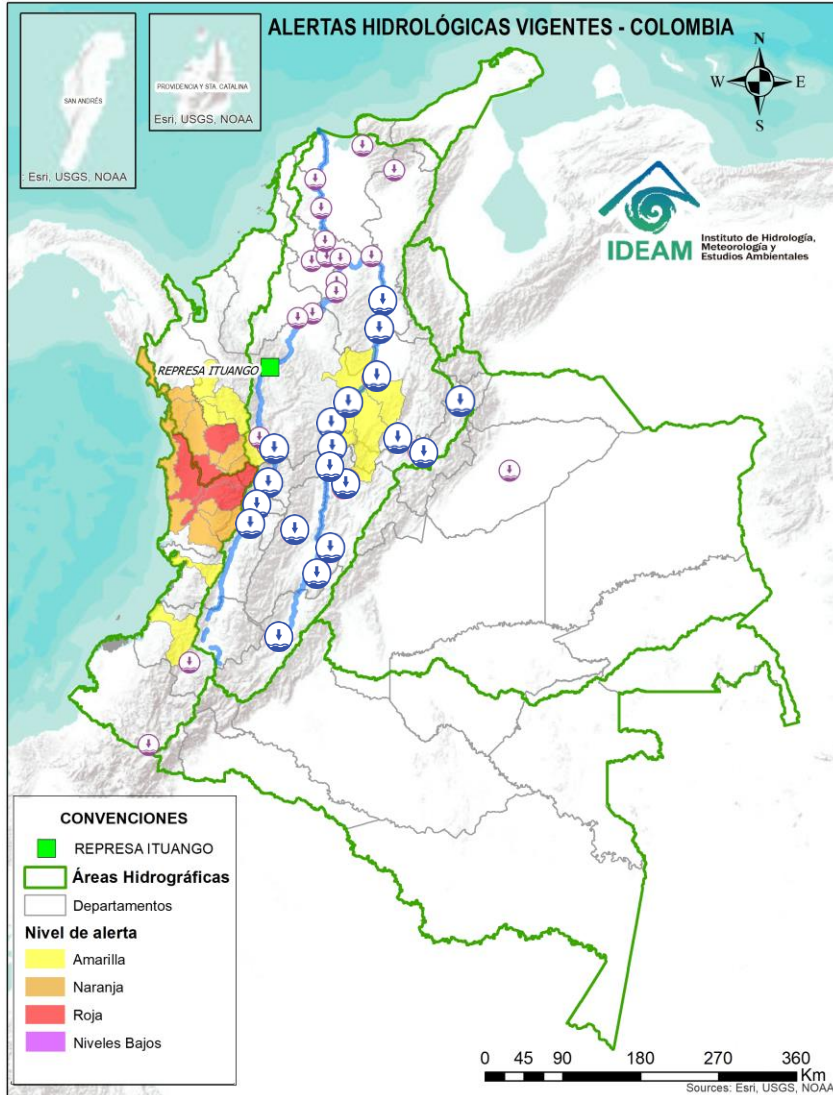 ALERTAS HIDROLÓGICAS VIGENTES - COLOMBIA
SAN ANDRÉS
: Esri, USGS, NOAA
PROVIDENCIA Y STA. CATALINA
Esri, USGS, NOAA
N
W
E
S
IDEAM
Instituto de Hidrología,
Meteorología y
Estudios Ambientales
REPRESA ITUANGO
CONVENCIONES
REPRESA ITUANGO
Áreas Hidrográficas
Departamentos
Nivel de alerta
Amarilla
Naranja
Roja
Niveles Bajos
0 45 90 180 270 360
Km
Sources: Esri, USGS, NOAA